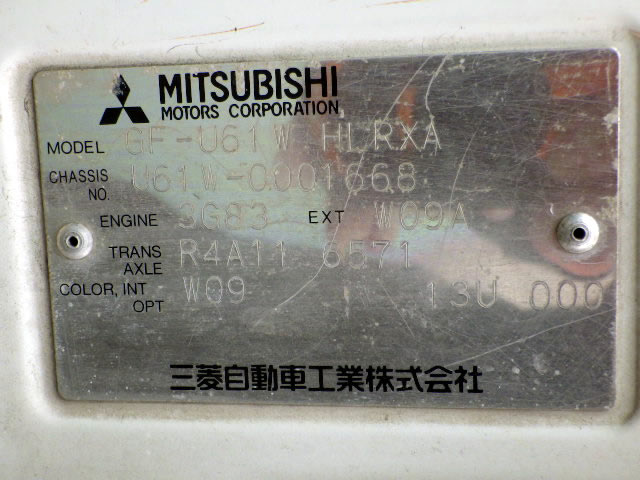 MITSUBISHI
MOTORS CORPORATION
MODEL GF-U61W HLRXA
CHASSIS NO. U61W-0001668
ENGINE 3G83 EXT W09A
TRANS AXLE R4A11 6571
COLOR, INT OPT W09 13U 000
三菱自動車工業株式会社